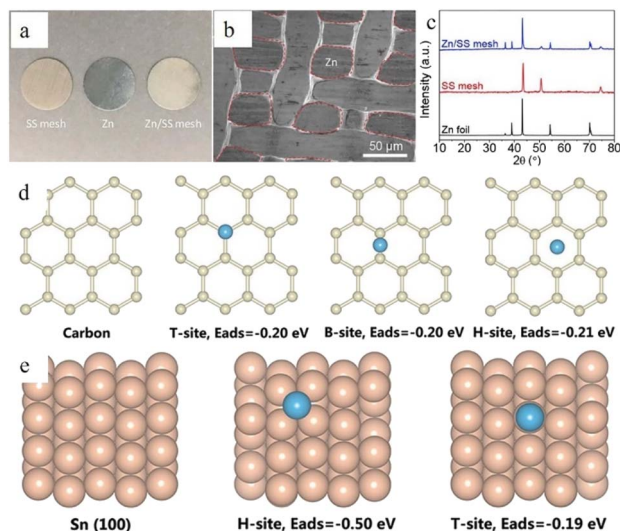 a
SS mesh
Zn
Zn/SS mesh
b
Zn
50 µm
c
Intensity (a.u.)
Zn/SS mesh
SS mesh
Zn foil
10 20 30 40 50 60 70 80
2θ (°)
d
Carbon
T-site, Eads=-0.20 eV
B-site, Eads=-0.20 eV
H-site, Eads=-0.21 eV
e
Sn (100)
H-site, Eads=-0.50 eV
T-site, Eads=-0.19 eV